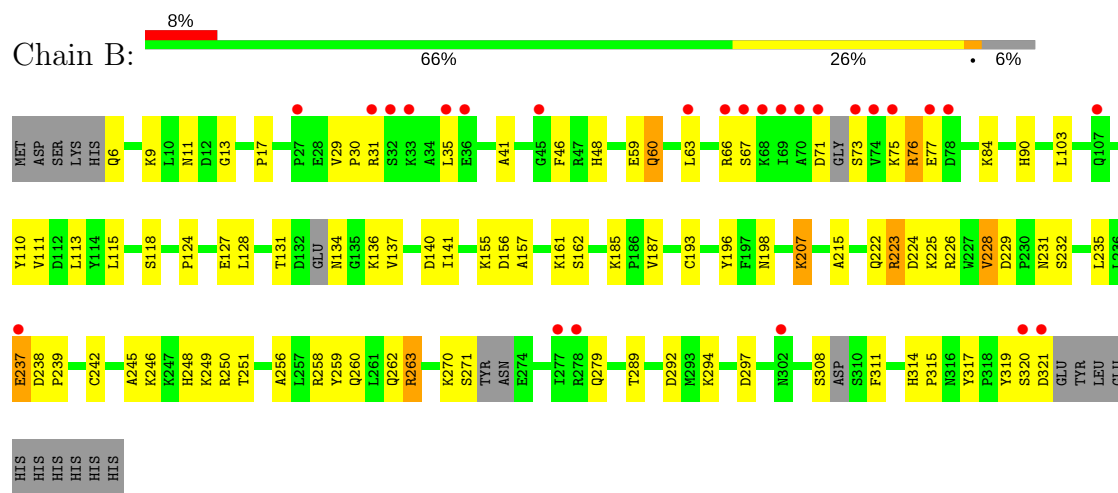 8%
Chain B:
66% 26% • 6%
MET ASP SER LYS HIS Q6 K9 L10 N11 D12 G13 P17 P27 E28 V29 P30 R31 S32 K33 A34 L35 E36 A41 G45 F46 R47 H48 E59 Q60 L63 R66 S67 K68 I69 A70 D71 GLY S73 V74 K75 R76 E77 D78 K84 H90 L103 Q107
Y110 V111 D112 L113 Y114 L115 S118 P124 E127 L128 T131 D132 GLU N134 G135 K136 V137 D140 I141 K155 D156 A157 K161 S162 K185 P186 V187 C193 Y196 F197 N198 K207 A215 Q222 R223 D224 K225 R226 W227 V228 D229 P230 N231 S232 L235 L236
E237 D238 P239 C242 A245 K246 K247 H248 K249 R250 T251 A256 L257 R258 Y259 Q260 L261 Q262 R263 K270 S271 TYR ASN E274 I277 R278 Q279 T289 D292 M293 K294 D297 N302 S308 ASP S310 F311 H314 P315 N316 Y317 P318 Y319 S320 D321 GLU TYR LEU GLU
HIS HIS HIS HIS HIS HIS